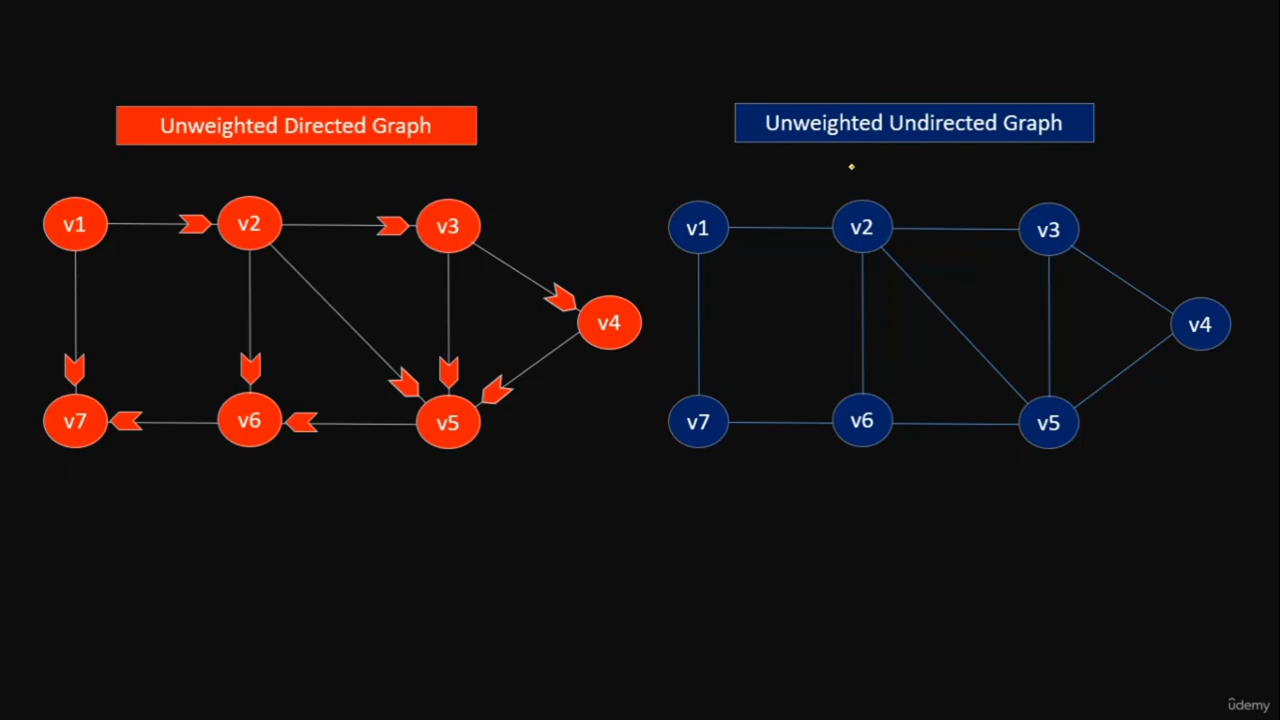 Unweighted Directed Graph
Unweighted Undirected Graph
v1 v2 v3
v4
v7 v6 v5
v1 v2 v3
v4
v7 v6 v5
ûdemy